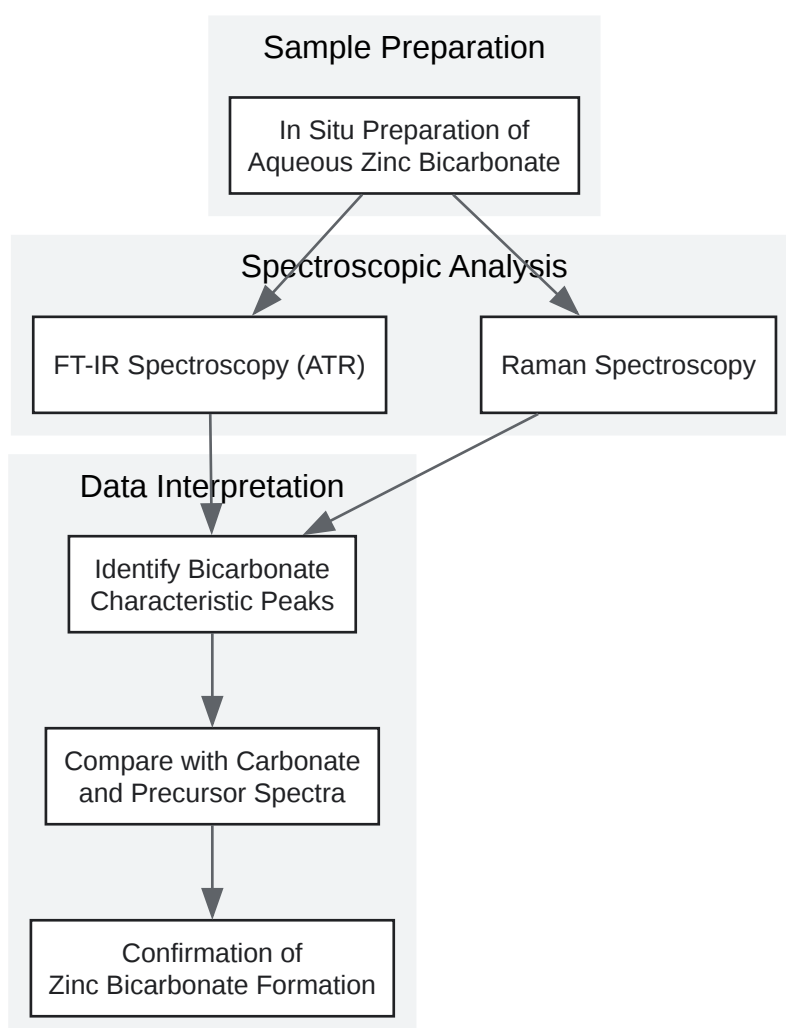 Sample Preparation
In Situ Preparation of
Aqueous Zinc Bicarbonate
Spectroscopic Analysis
FT-IR Spectroscopy (ATR)
Raman Spectroscopy
Data Interpretation
Identify Bicarbonate
Characteristic Peaks
Compare with Carbonate
and Precursor Spectra
Confirmation of
Zinc Bicarbonate Formation